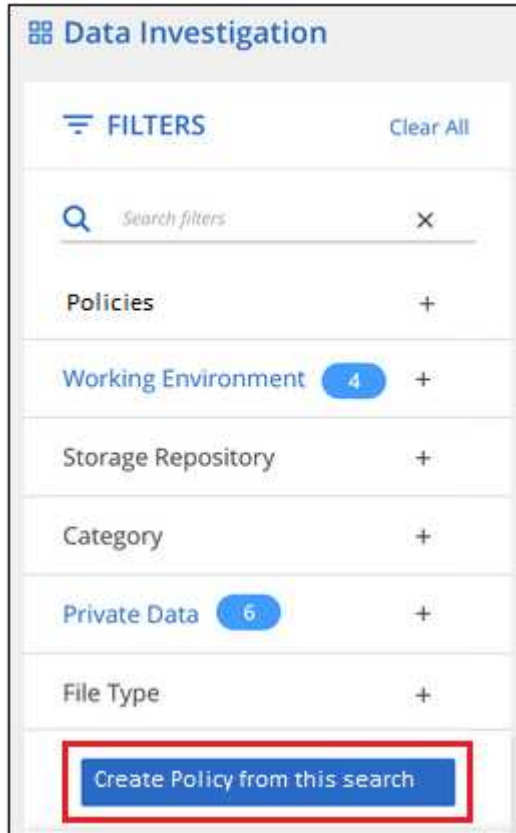 Data Investigation
FILTERS Clear All
Search filters
Policies +
Working Environment 4 +
Storage Repository +
Category +
Private Data 6 +
File Type +
Create Policy from this search